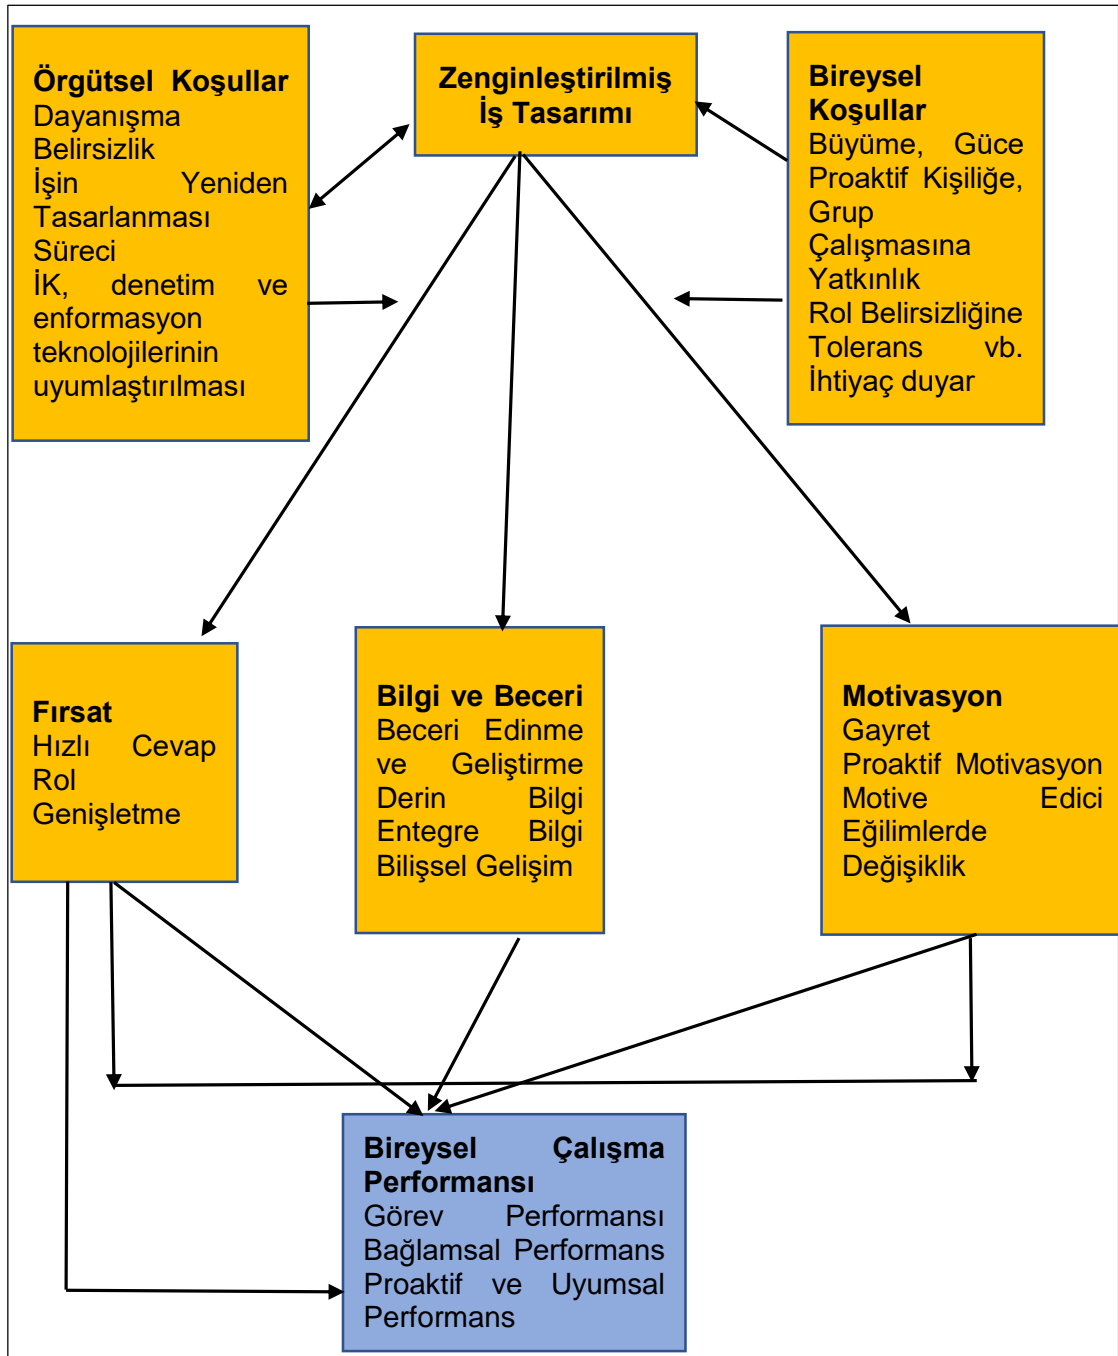 Örgütsel Koşullar
Dayanışma
Belirsizlik
İşin Yeniden
Tasarlanması
Süreci
İK, denetim ve
enformasyon
teknolojilerinin
uyumlaştırılması
Zenginleştirilmiş
İş Tasarımı
Bireysel
Koşullar
Büyüme, Güce
Proaktif Kişiliğe,
Grup
Çalışmasına
Yatkınlık
Rol Belirsizliğine
Tolerans vb.
İhtiyaç duyar
Fırsat
Hızlı Cevap
Rol
Genişletme
Bilgi ve Beceri
Beceri Edinme
ve Geliştirme
Derin Bilgi
Entegre Bilgi
Bilişsel Gelişim
Motivasyon
Gayret
Proaktif Motivasyon
Motive Edici
Eğilimlerde
Değişiklik
Bireysel Çalışma
Performansı
Görev Performansı
Bağlamsal Performans
Proaktif ve Uyumsal
Performans